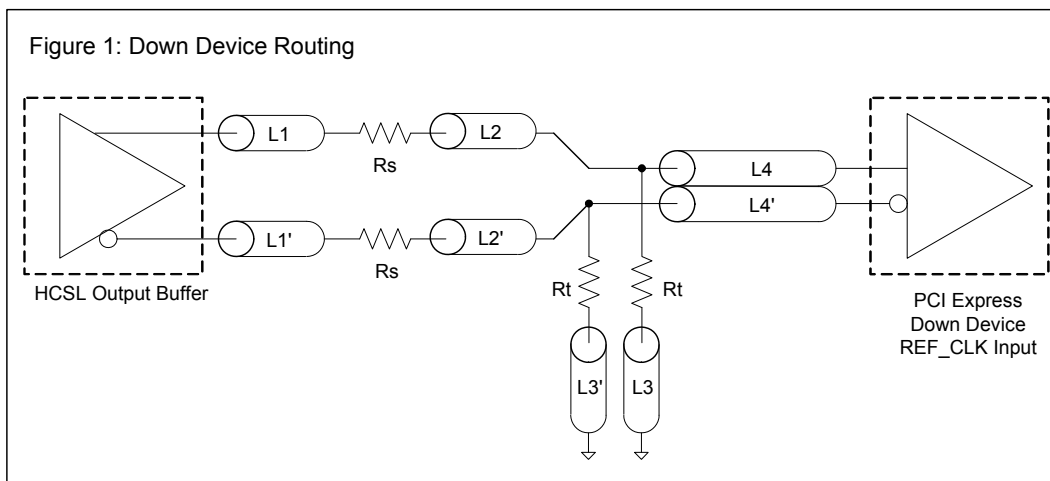 Figure 1: Down Device Routing
L1
Rs
L2
L4
L4'
L1'
Rs
L2'
HCSL Output Buffer
Rt
Rt
L3'
L3
PCI Express
Down Device
REF_CLK Input